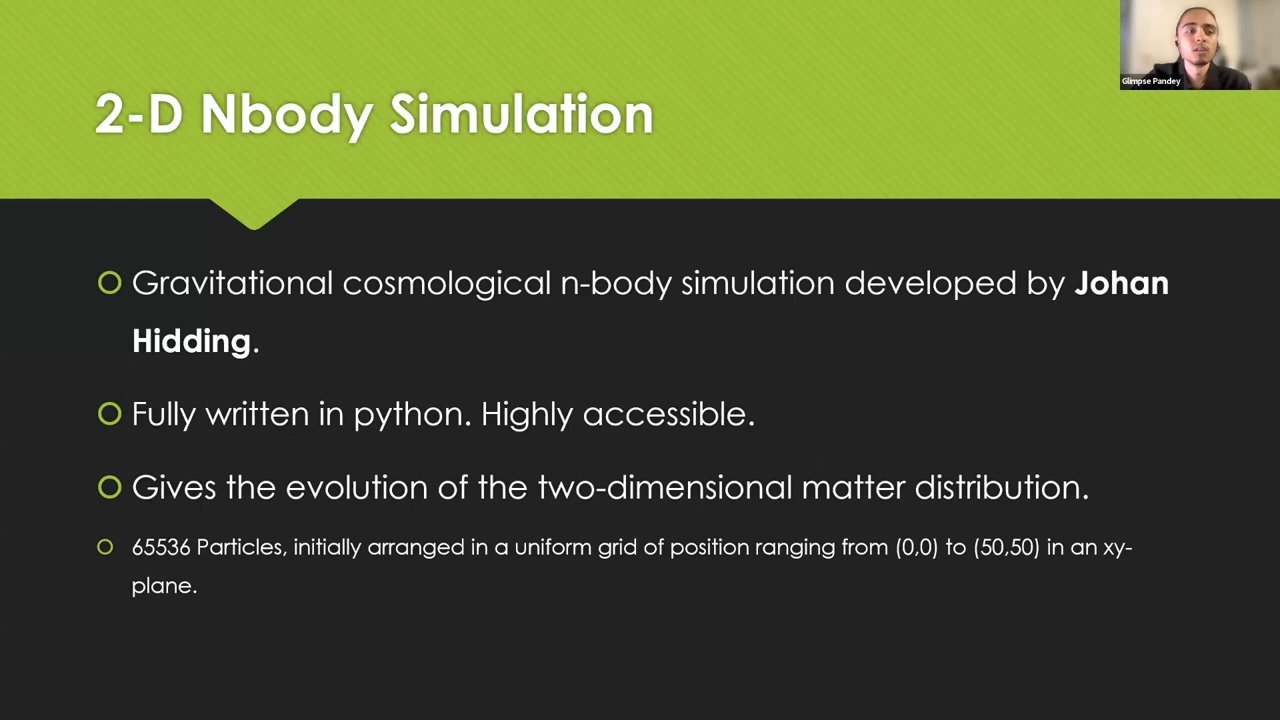 2-D Nbody Simulation
Glimpse Pandey
Gravitational cosmological n-body simulation developed by Johan
Hidding.
Fully written in python. Highly accessible.
Gives the evolution of the two-dimensional matter distribution.
65536 Particles, initially arranged in a uniform grid of position ranging from (0,0) to (50,50) in an xy-
plane.